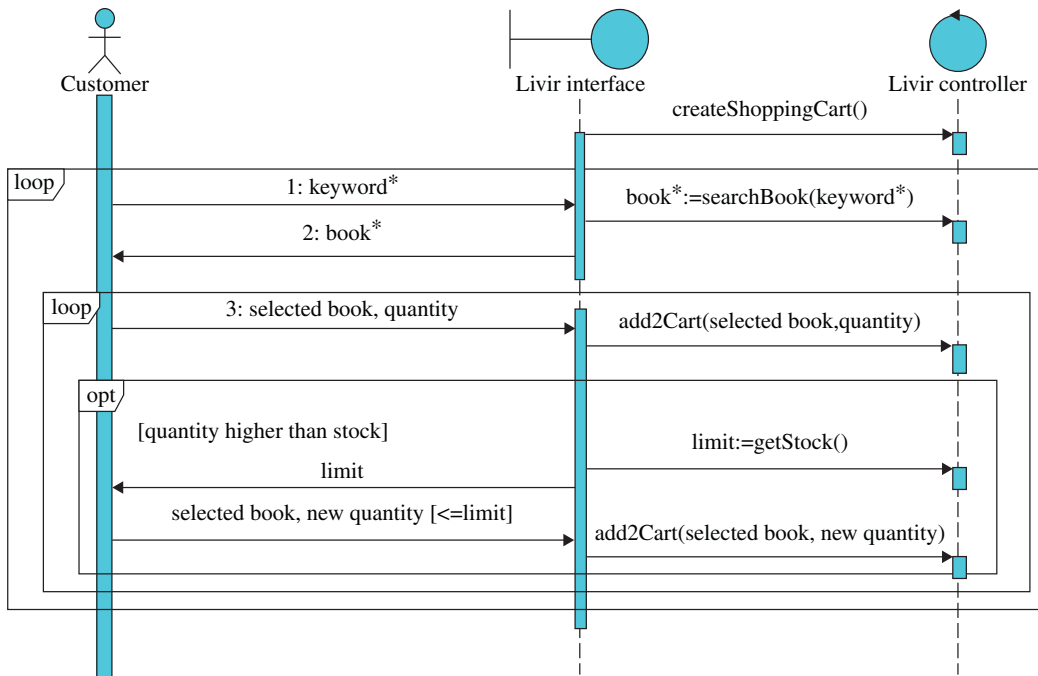 Customer
Livir interface
Livir controller
createShoppingCart()
loop
1: keyword*
book*:=searchBook(keyword*)
2: book*
loop
3: selected book, quantity
add2Cart(selected book,quantity)
opt
[quantity higher than stock]
limit:=getStock()
limit
selected book, new quantity [<=limit]
add2Cart(selected book, new quantity)